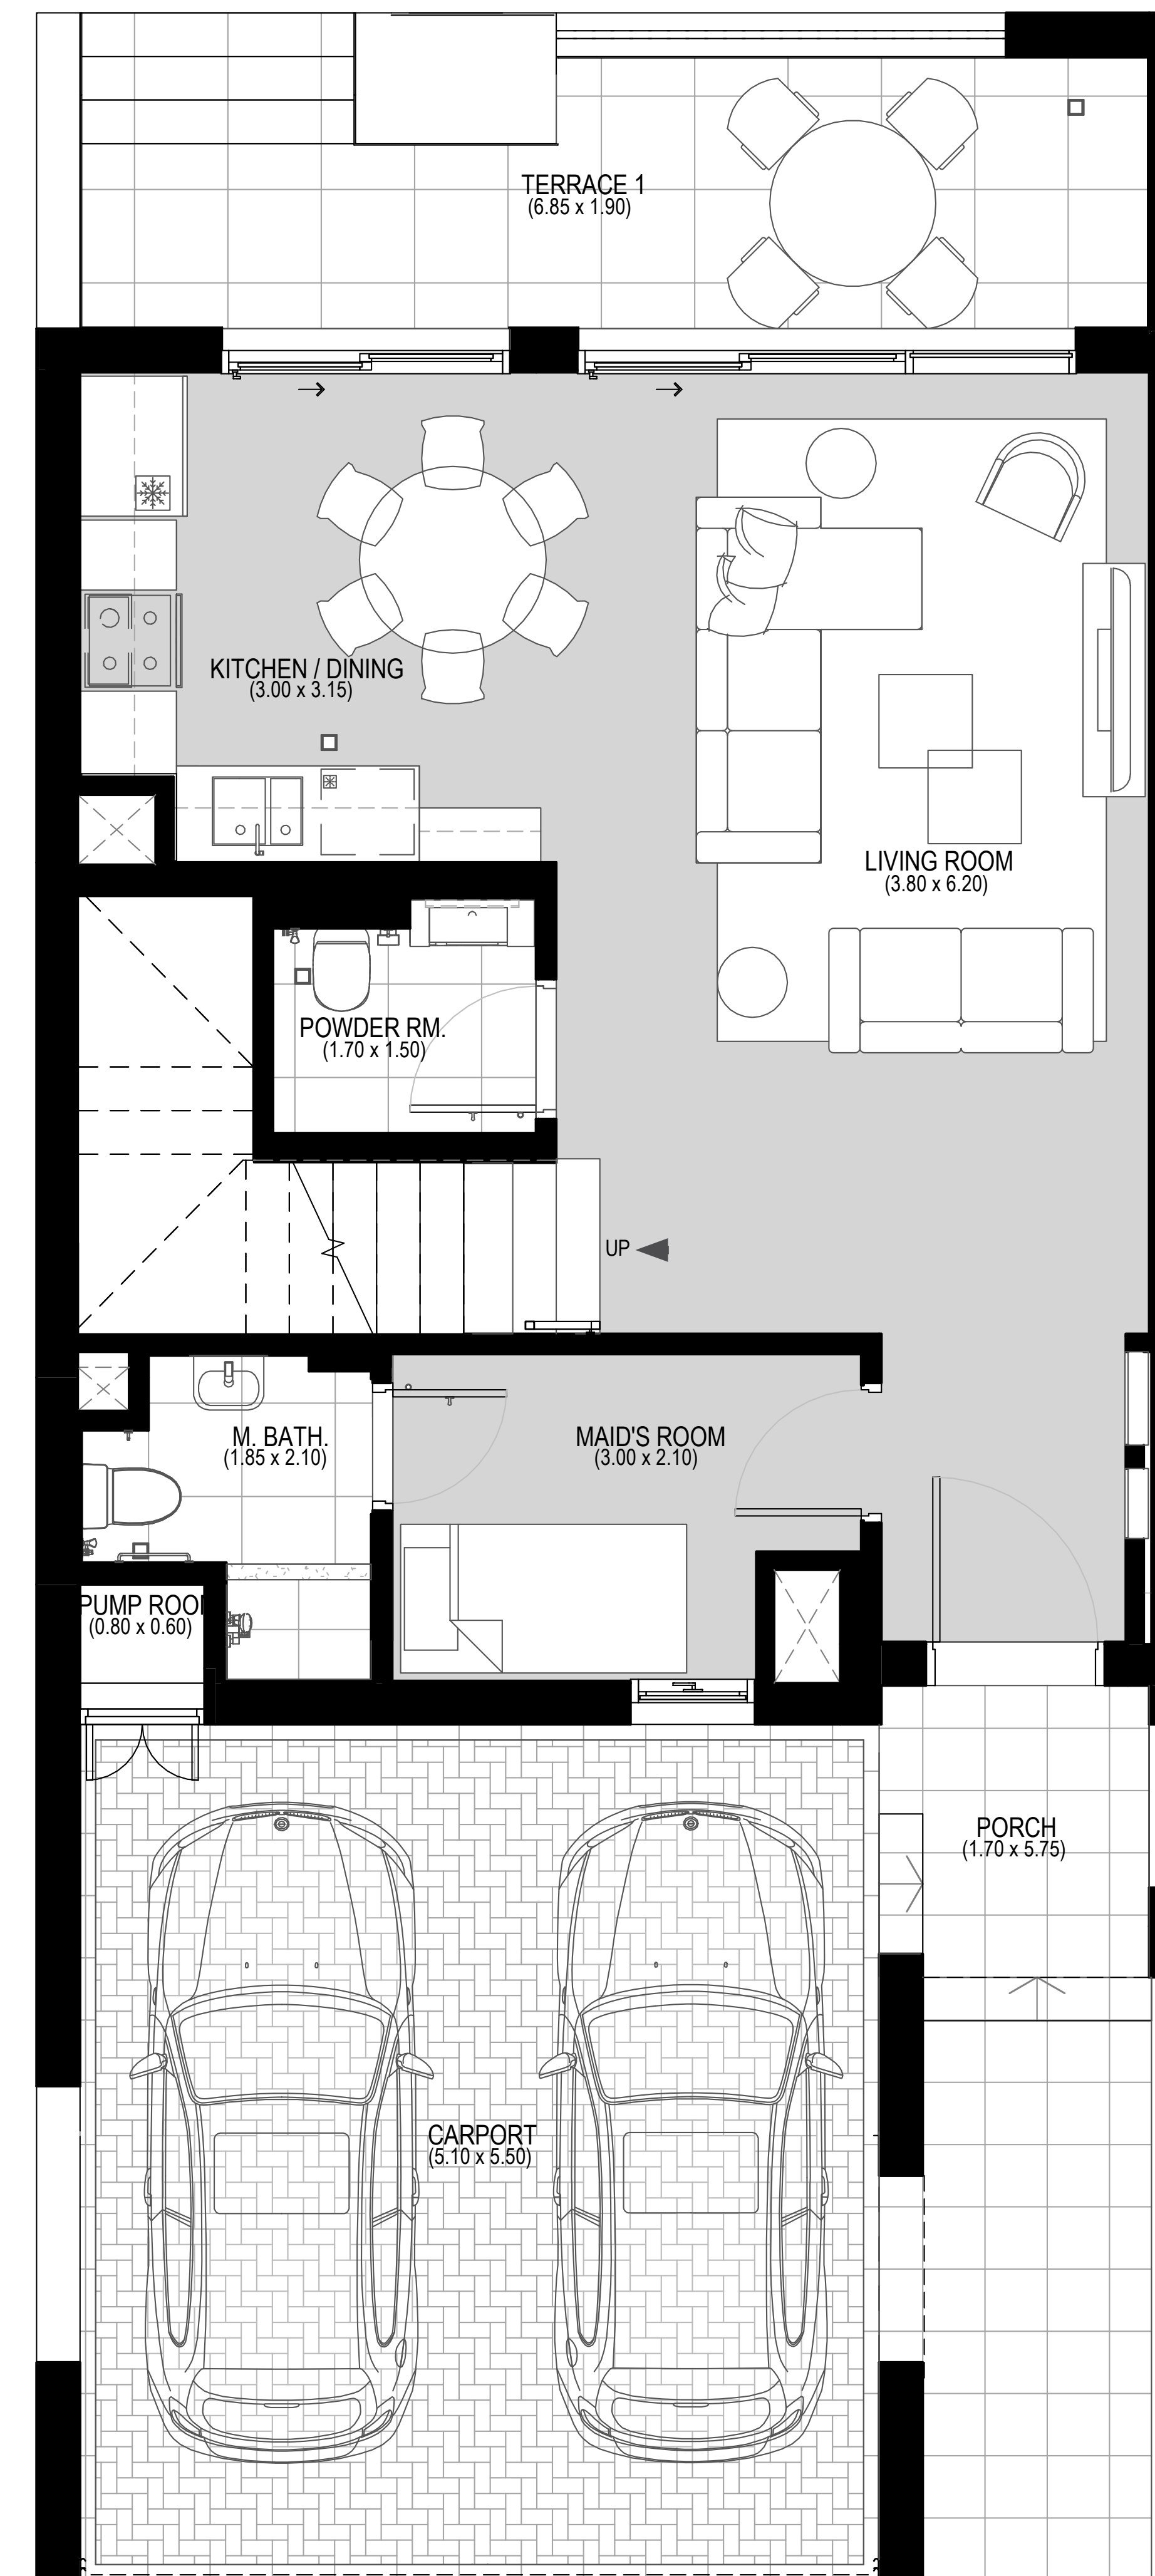 TERRACE 1
(6.85 x 1.90)
KITCHEN / DINING
(3.00 x 3.15)
LIVING ROOM
(3.80 x 6.20)
POWDER RM.
(1.70 x 1.50)
UP
M. BATH.
(1.85 x 2.10)
MAID'S ROOM
(3.00 x 2.10)
PUMP ROO
(0.80 x 0.60)
PORCH
(1.70 x 5.75)
CARPORT
(5.10 x 5.50)